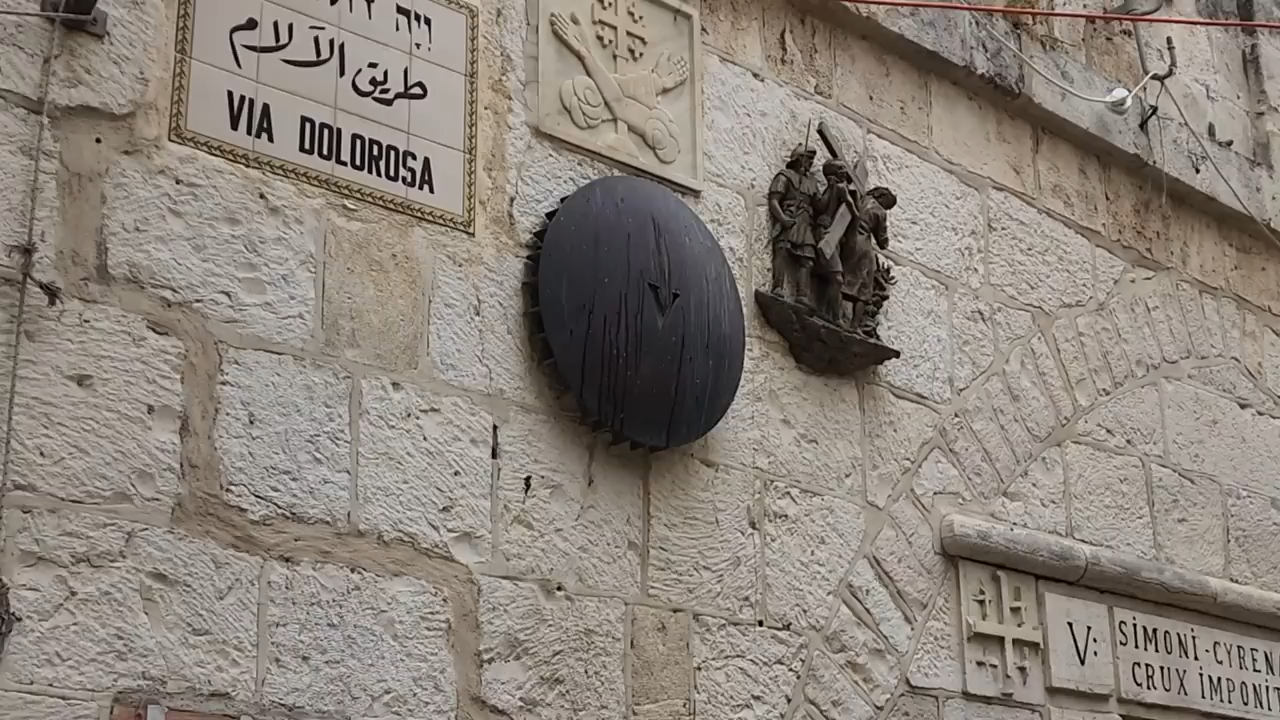 ויה
طريق الآلام
VIA DOLOROSA
V
V:
SIMONI-CYREN
CRUX IMPONIT